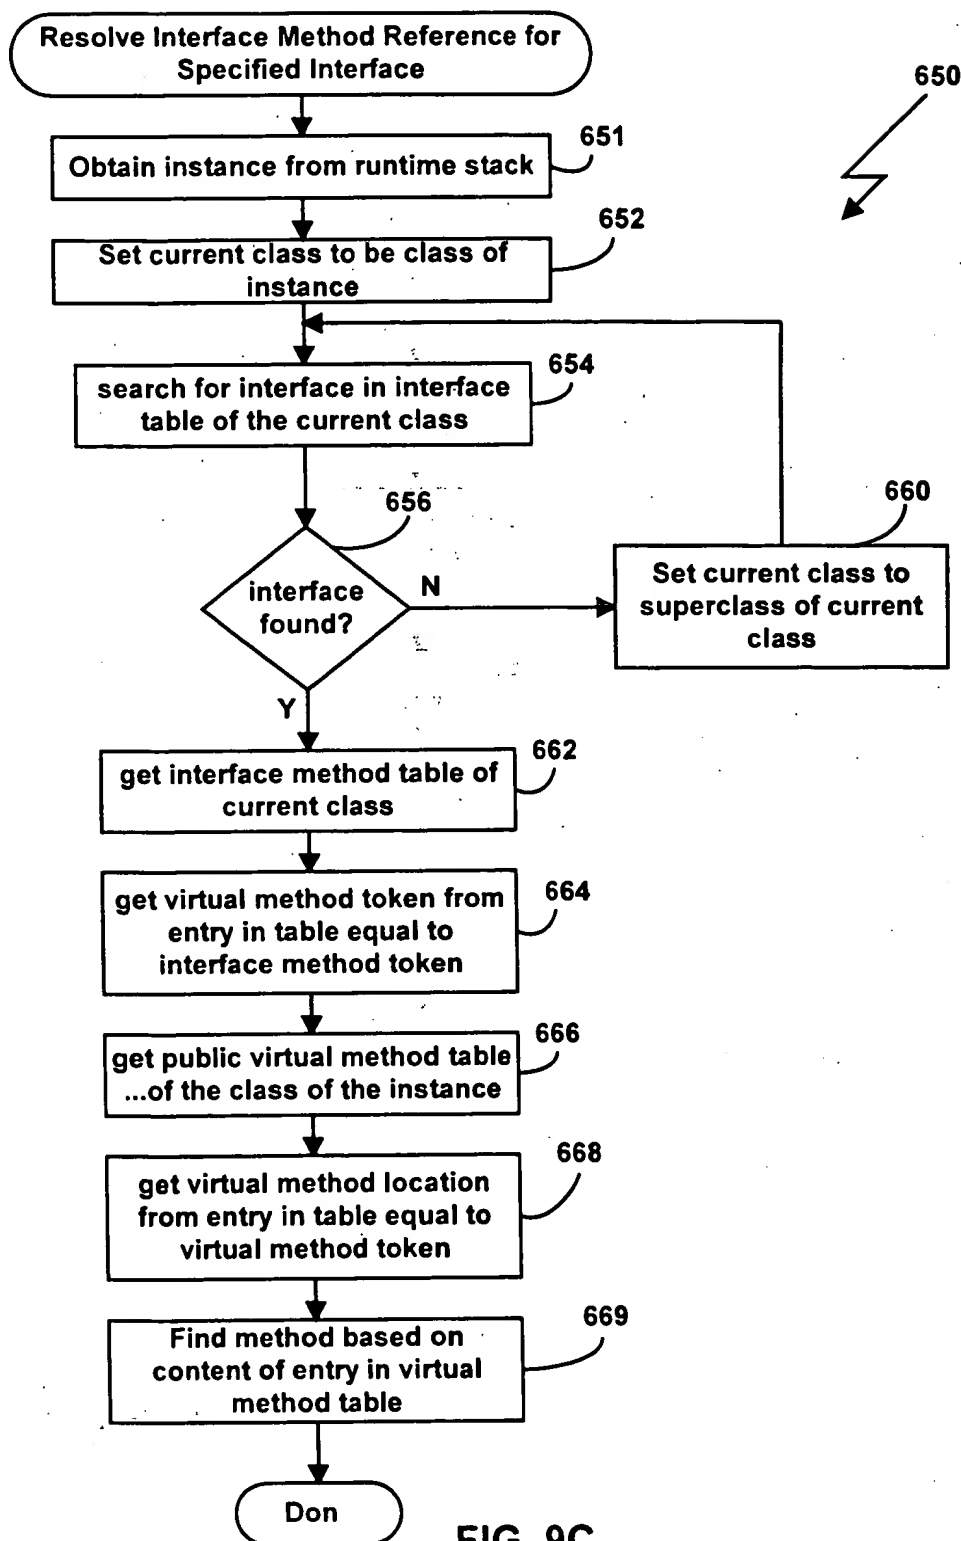 Resolve Interface Method Reference for
Specified Interface
650
651
Obtain instance from runtime stack
652
Set current class to be class of
instance
654
search for interface in interface
table of the current class
656
660
interface
found?
N
Set current class to
superclass of current
class
Y
662
get interface method table of
current class
664
get virtual method token from
entry in table equal to
interface method token
666
get public virtual method table
...of the class of the instance
668
get virtual method location
from entry in table equal to
virtual method token
669
Find method based on
content of entry in virtual
method table
Don
FIG. 9C